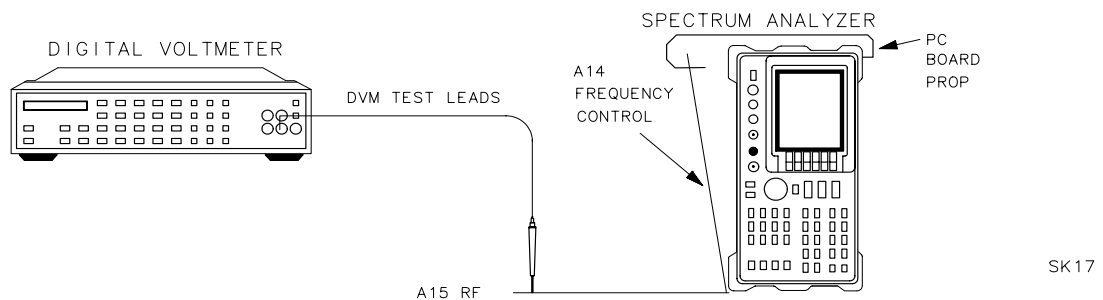 SPECTRUM ANALYZER
DIGITAL VOLTMETER
PC
BOARD
PROP
A14
FREQUENCY
CONTROL
DVM TEST LEADS
SK17
A15 RF